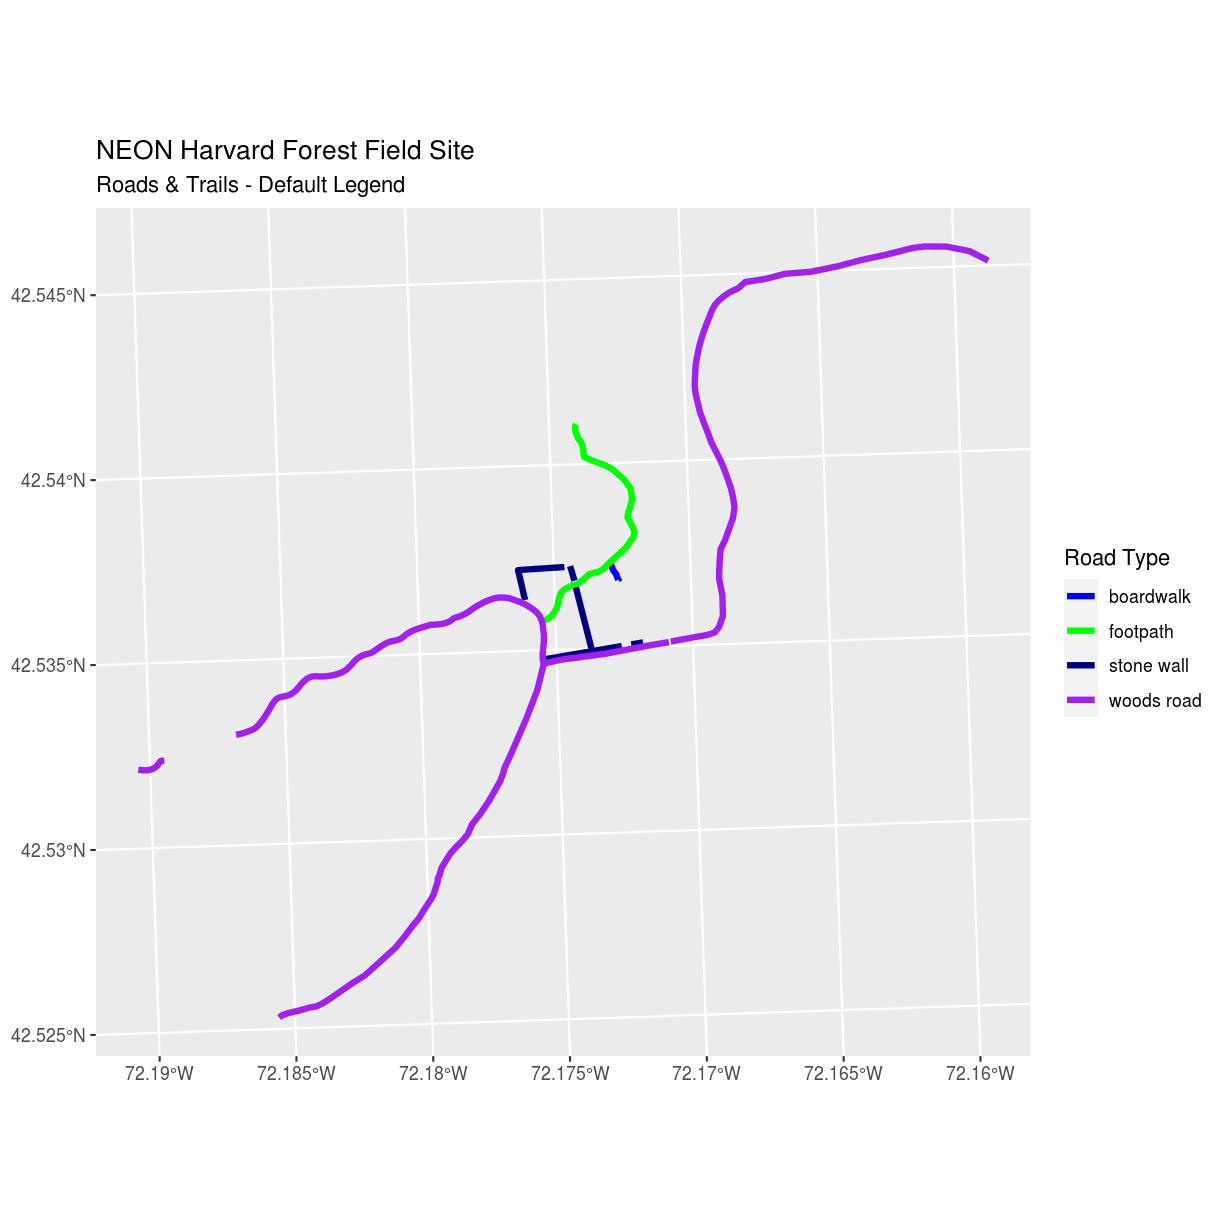 NEON Harvard Forest Field Site
Roads & Trails - Default Legend
42.545°N
42.54°N
42.535°N
42.53°N
42.525°N
72.19°W
72.185°W
72.18°W
72.175°W
72.17°W
72.165°W
72.16°W
Road Type
boardwalk
footpath
stone wall
woods road